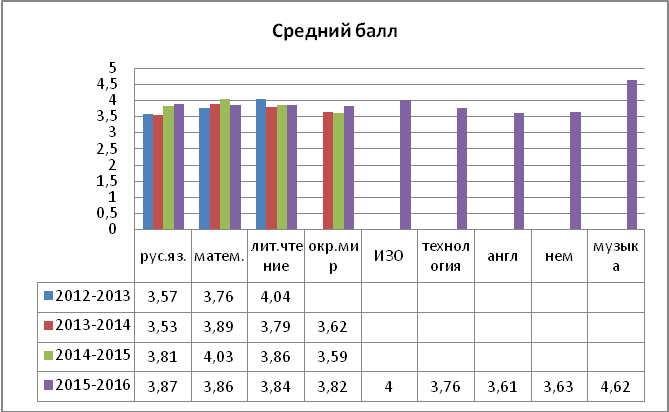 Средний балл
5
4,5
4
3,5
3
2,5
2
1,5
1
0,5
0
рус.яз. матем. лит.чте ние окр.ми р ИЗО технол огия англ нем музык а
2012-2013 3,57 3,76 4,04
2013-2014 3,53 3,89 3,79 3,62
2014-2015 3,81 4,03 3,86 3,59
2015-2016 3,87 3,86 3,84 3,82 4 3,76 3,61 3,63 4,62